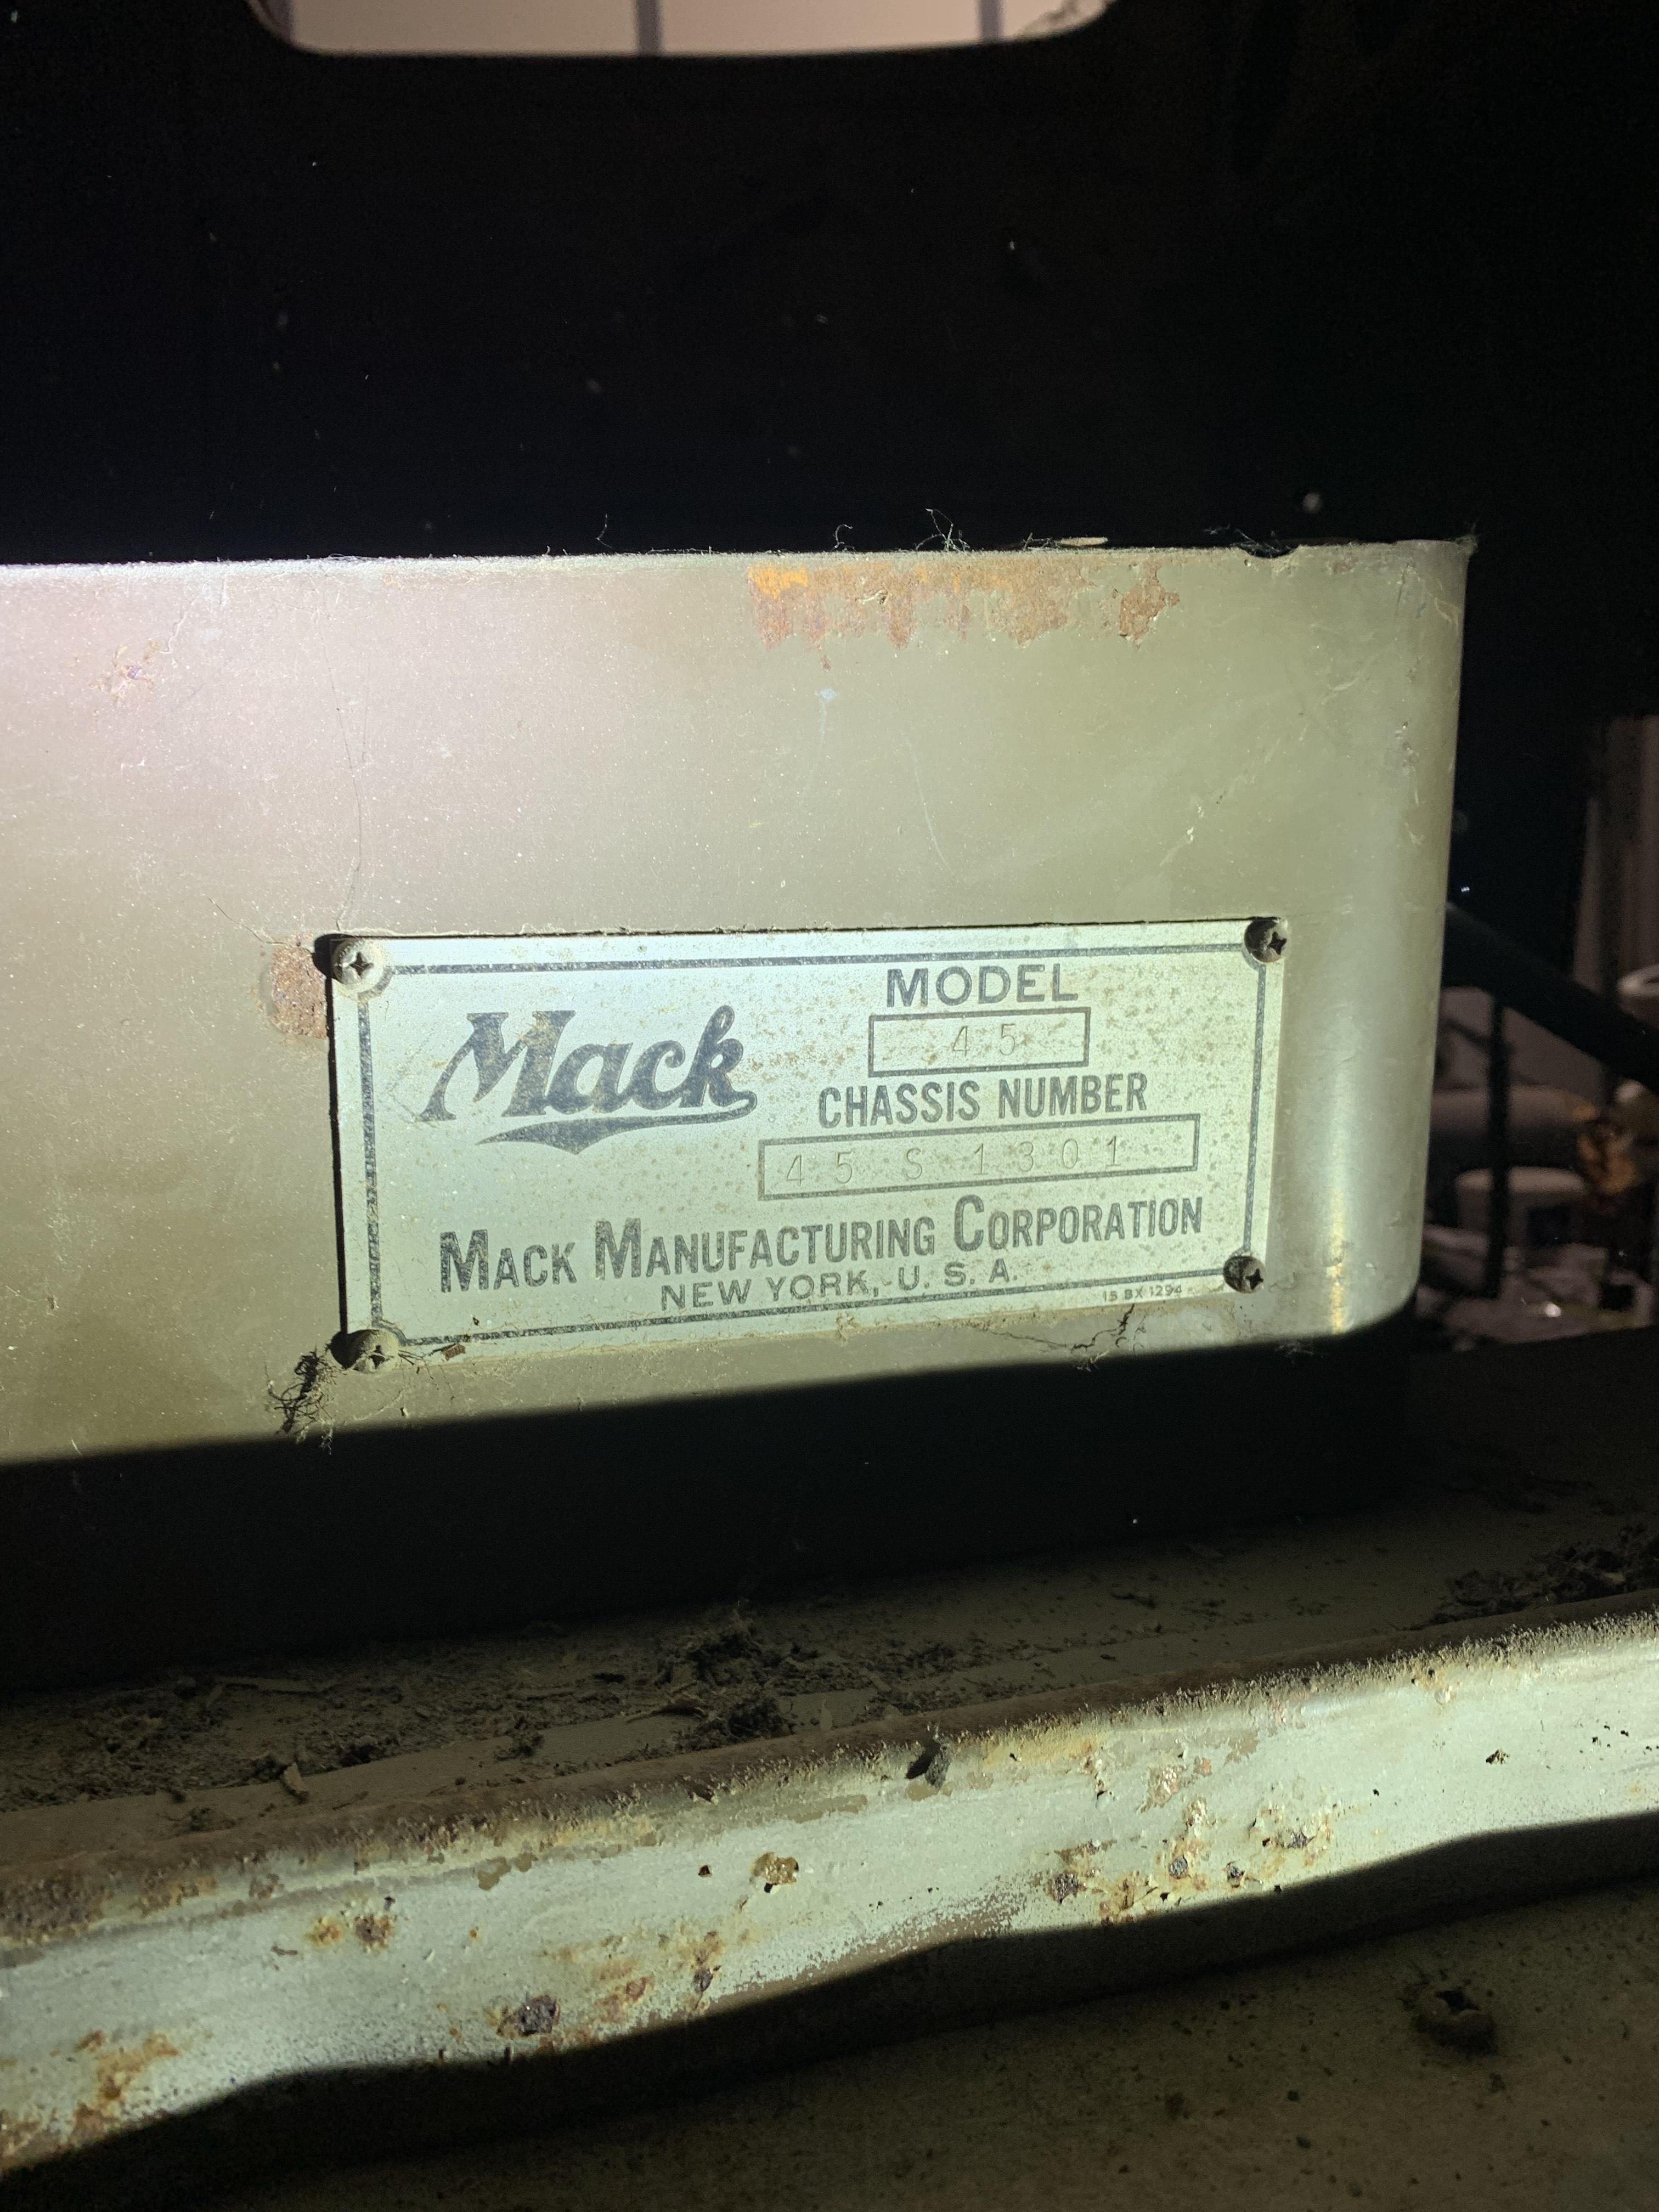 Mack
MODEL
45
CHASSIS NUMBER
45 S 1301
MACK MANUFACTURING CORPORATION
NEW YORK, U. S. A.
15 BX 1294